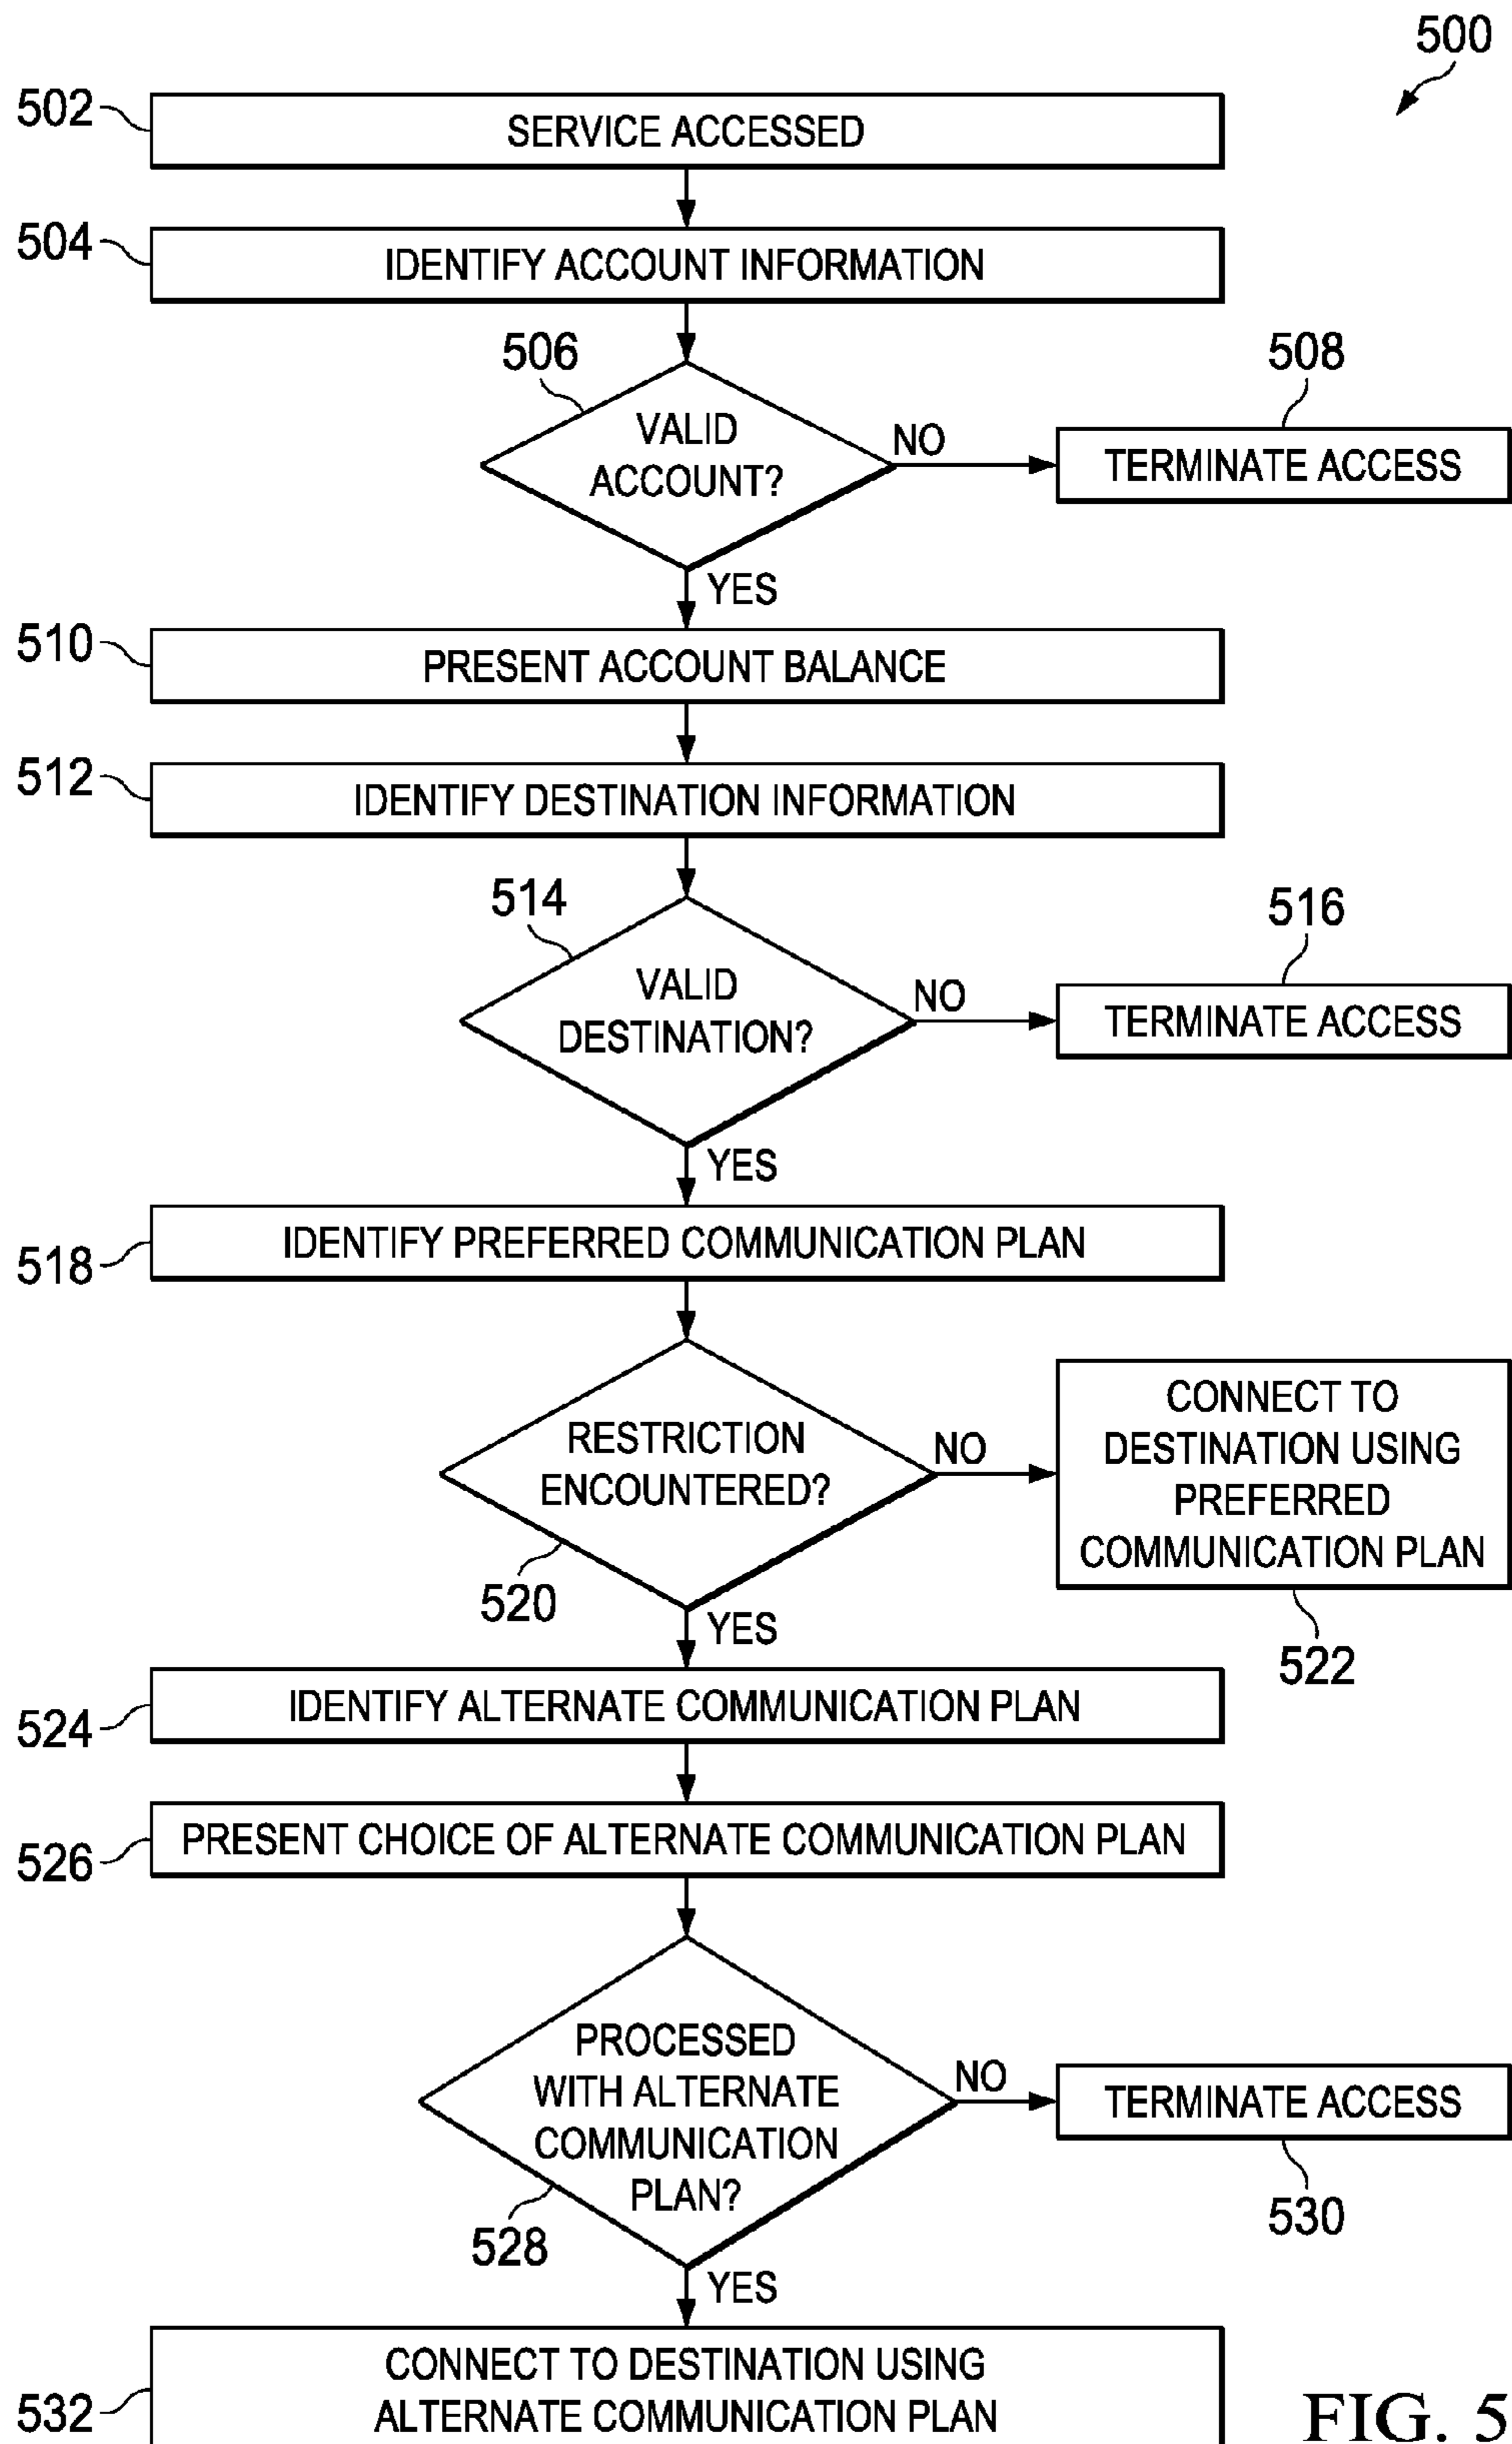 500
502
SERVICE ACCESSED
504
IDENTIFY ACCOUNT INFORMATION
506
VALID
ACCOUNT?
NO
508
TERMINATE ACCESS
YES
510
PRESENT ACCOUNT BALANCE
512
IDENTIFY DESTINATION INFORMATION
514
VALID
DESTINATION?
NO
516
TERMINATE ACCESS
YES
518
IDENTIFY PREFERRED COMMUNICATION PLAN
RESTRICTION
ENCOUNTERED?
520
NO
CONNECT TO
DESTINATION USING
PREFERRED
COMMUNICATION PLAN
522
YES
524
IDENTIFY ALTERNATE COMMUNICATION PLAN
526
PRESENT CHOICE OF ALTERNATE COMMUNICATION PLAN
PROCESSED
WITH ALTERNATE
COMMUNICATION
PLAN?
528
NO
TERMINATE ACCESS
530
YES
532
CONNECT TO DESTINATION USING
ALTERNATE COMMUNICATION PLAN
FIG. 5